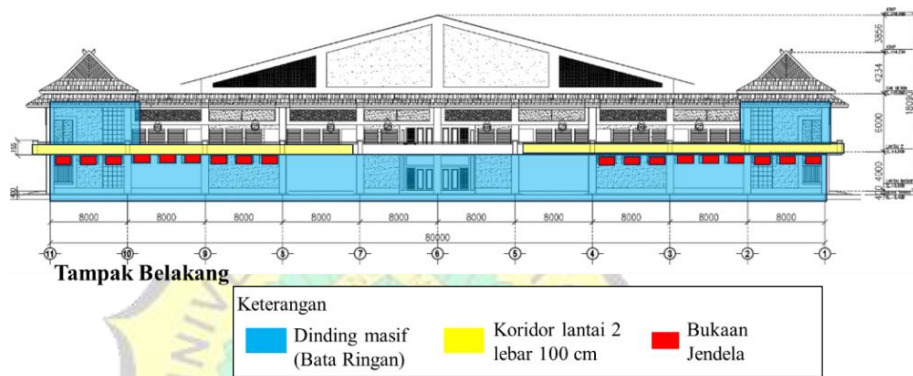 3856
4234
6000
4000
8000 8000 8000 8000 8000 8000 8000 8000 8000 8000
80000
11 10 9 8 7 6 5 4 3 2 1
Tampak Belakang
Keterangan
Dinding masif
(Bata Ringan)
Koridor lantai 2
lebar 100 cm
Bukaan
Jendela
UNIVE